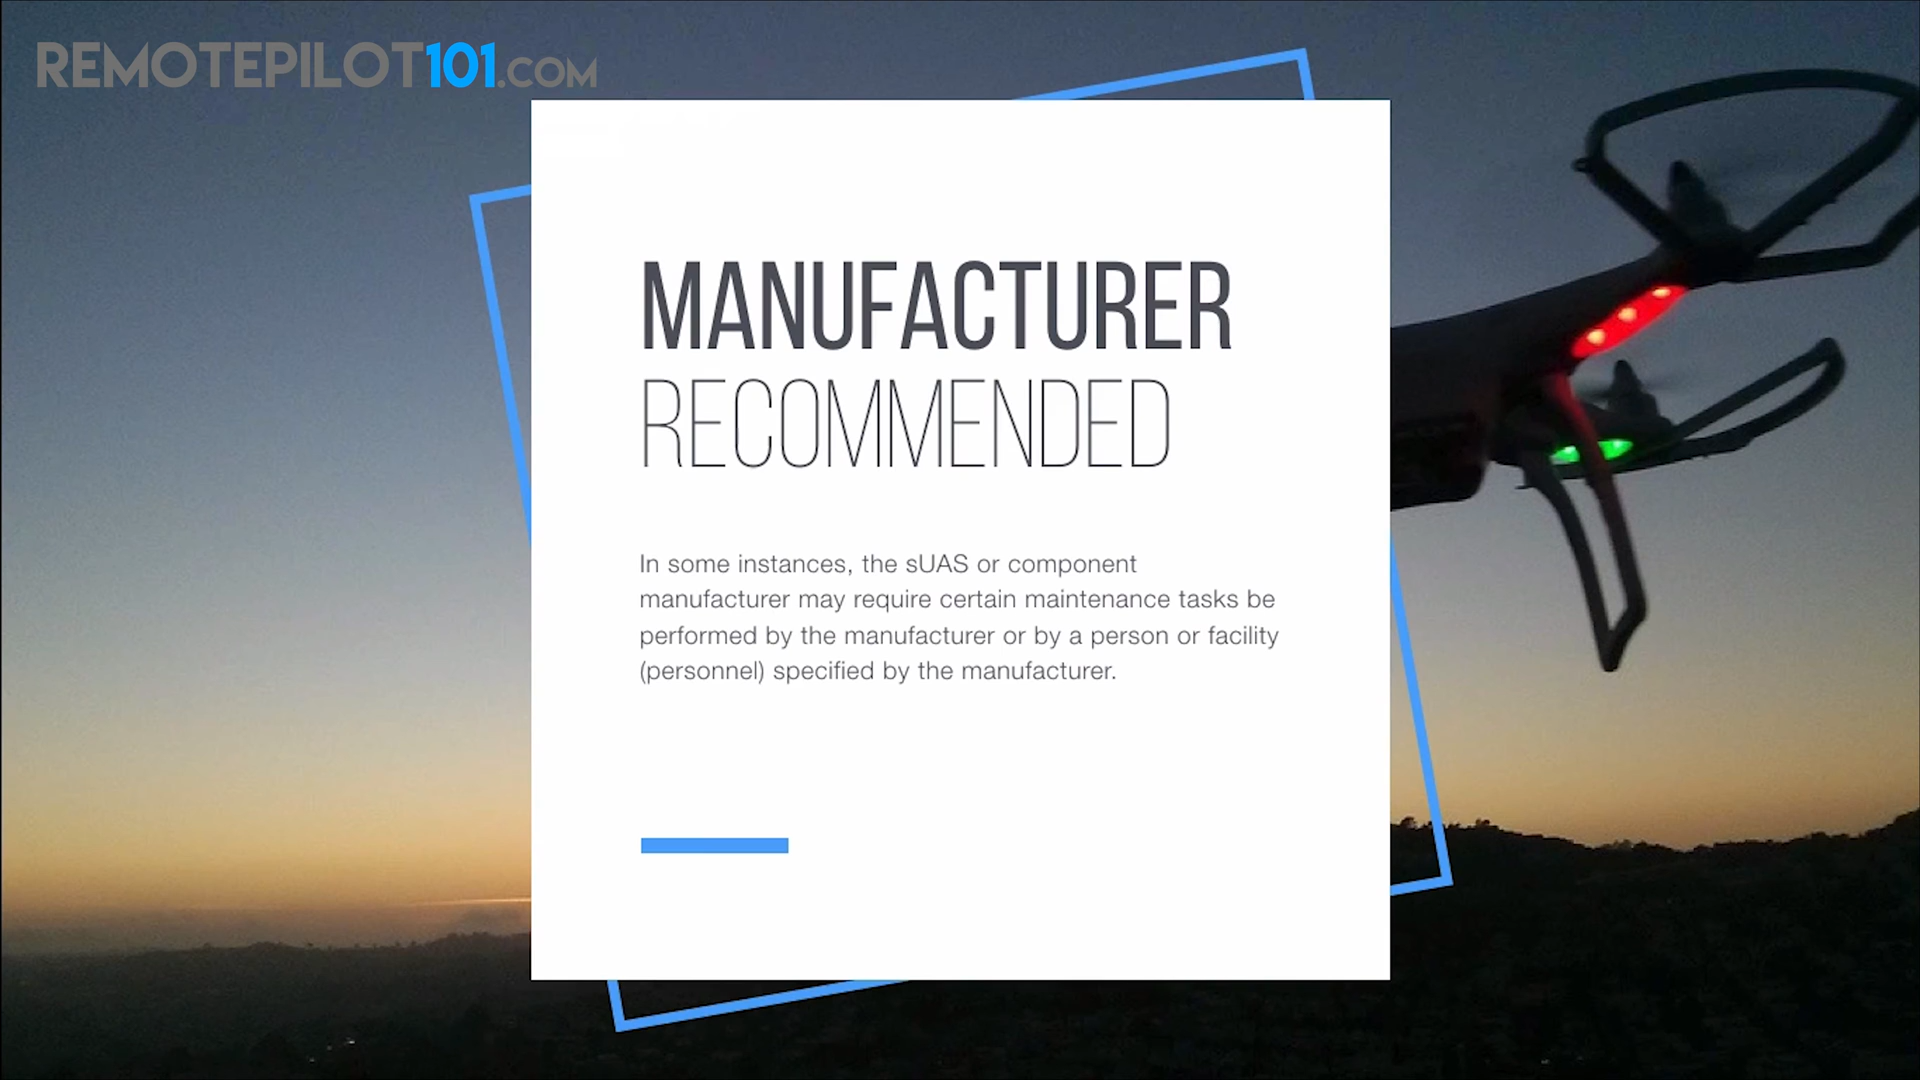 REMOTEPILOT101.COM
MANUFACTURER
RECOMMENDED
In some instances, the sUAS or component
manufacturer may require certain maintenance tasks be
performed by the manufacturer or by a person or facility
(personnel) specified by the manufacturer.